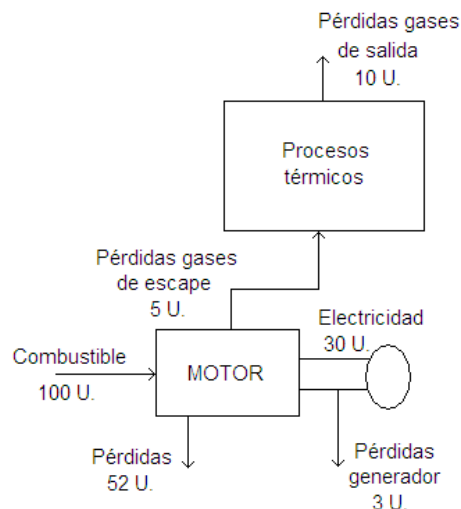 Pérdidas gases
de salida
10 U.
Procesos
térmicos
Pérdidas gases
de escape
5 U.
Electricidad
30 U.
Combustible
100 U.
MOTOR
Pérdidas
52 U.
Pérdidas
generador
3 U.